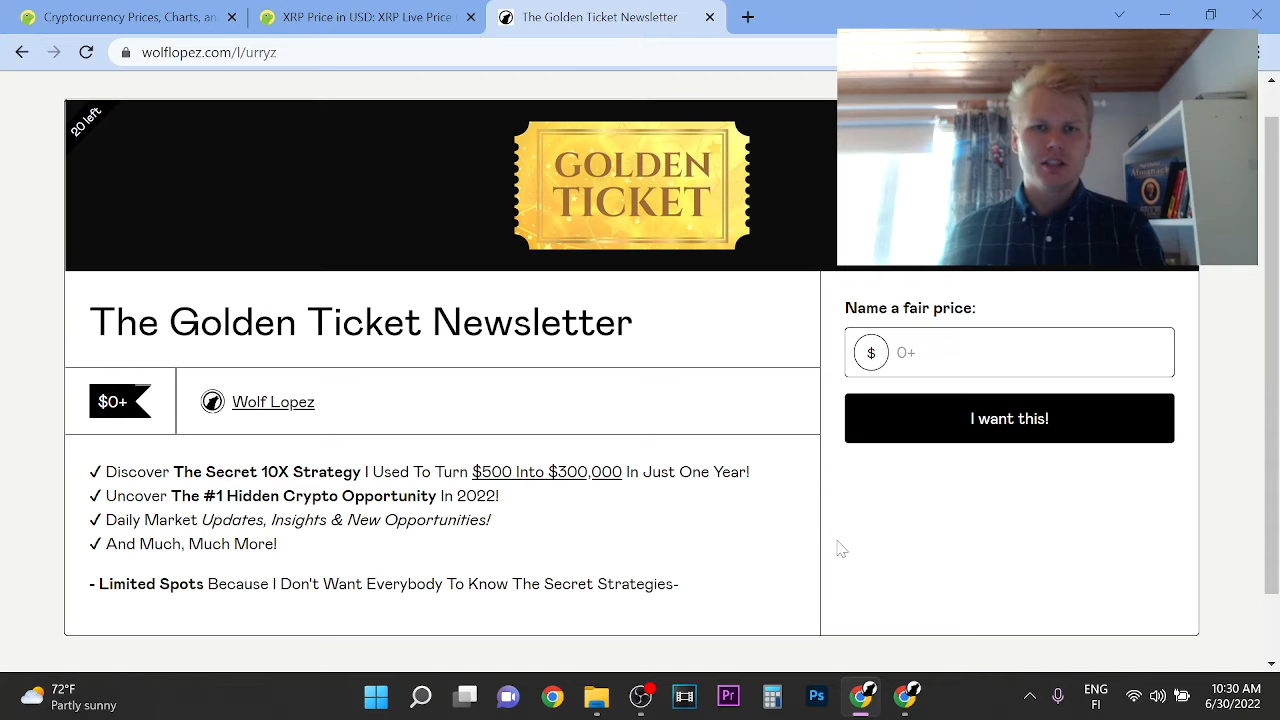 Cryptocurrency Prices, Charts, an
XRP Ticket in USD: XRP Live Price
The Golden Ticket Newsletter
wolflopez.com/l/
20 left
GOLDEN
TICKET
Almanack
The Golden Ticket Newsletter
Name a fair price:
$ 0+
$0+
Wolf Lopez
I want this!
✓ Discover The Secret 10X Strategy I Used To Turn $500 Into $300,000 In Just One Year!
✓ Uncover The #1 Hidden Crypto Opportunity In 2022!
✓ Daily Market Updates, Insights & New Opportunities!
✓ And Much, Much More!
- Limited Spots Because I Don't Want Everybody To Know The Secret Strategies-
72°F
Partly sunny
Pr
Ps
ENG
FI
10:30 AM
6/30/2022